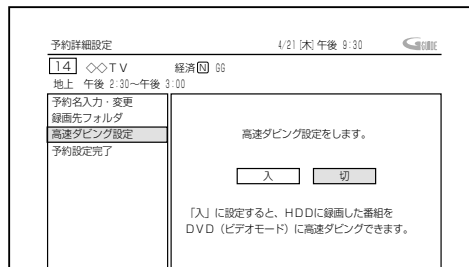 予約詳細設定 4/21[木]午後 9:30 GGUIDE
14 ◇◇TV 経済N GG
地上 午後 2:30～午後 3:00
予約名入力・変更
録画先フォルダ
高速ダビング設定
予約設定完了
高速ダビング設定をします。
入 切
「入」に設定すると、HDDに録画した番組を
DVD（ビデオモード）に高速ダビングできます。